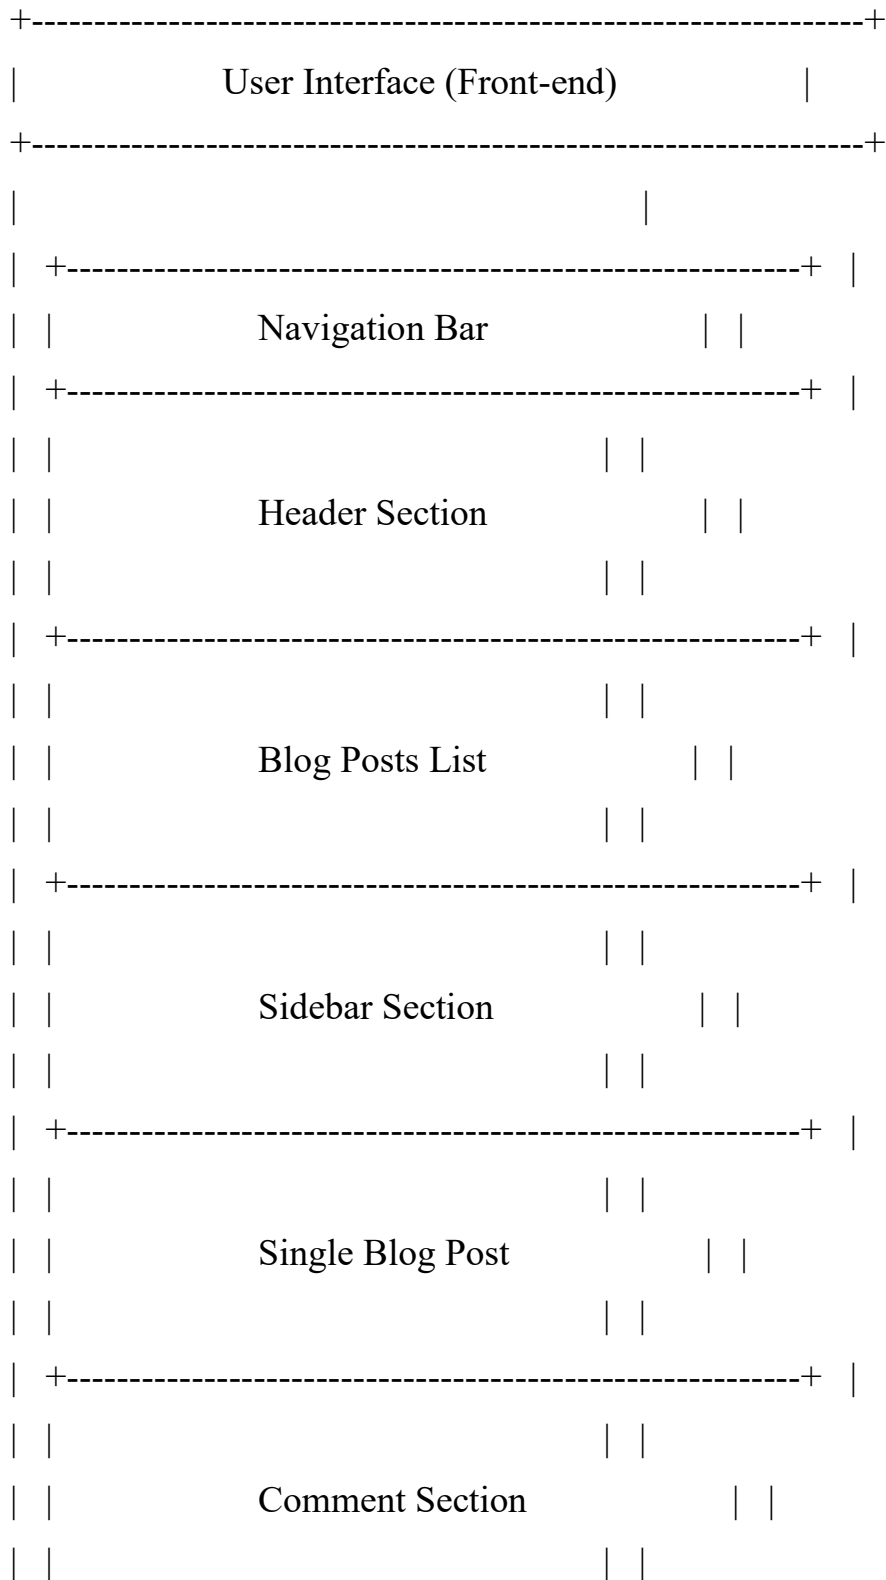 +-------------------------------------------------------------------+
| User Interface (Front-end) |
+-------------------------------------------------------------------+
| |
| +-----------------------------------------------------------+ |
| | Navigation Bar | |
| +-----------------------------------------------------------+ |
| | | |
| | Header Section | |
| | | |
| +-----------------------------------------------------------+ |
| | | |
| | Blog Posts List | |
| | | |
| +-----------------------------------------------------------+ |
| | | |
| | Sidebar Section | |
| | | |
| +-----------------------------------------------------------+ |
| | | |
| | Single Blog Post | |
| | | |
| +-----------------------------------------------------------+ |
| | | |
| | Comment Section | |
| | | |